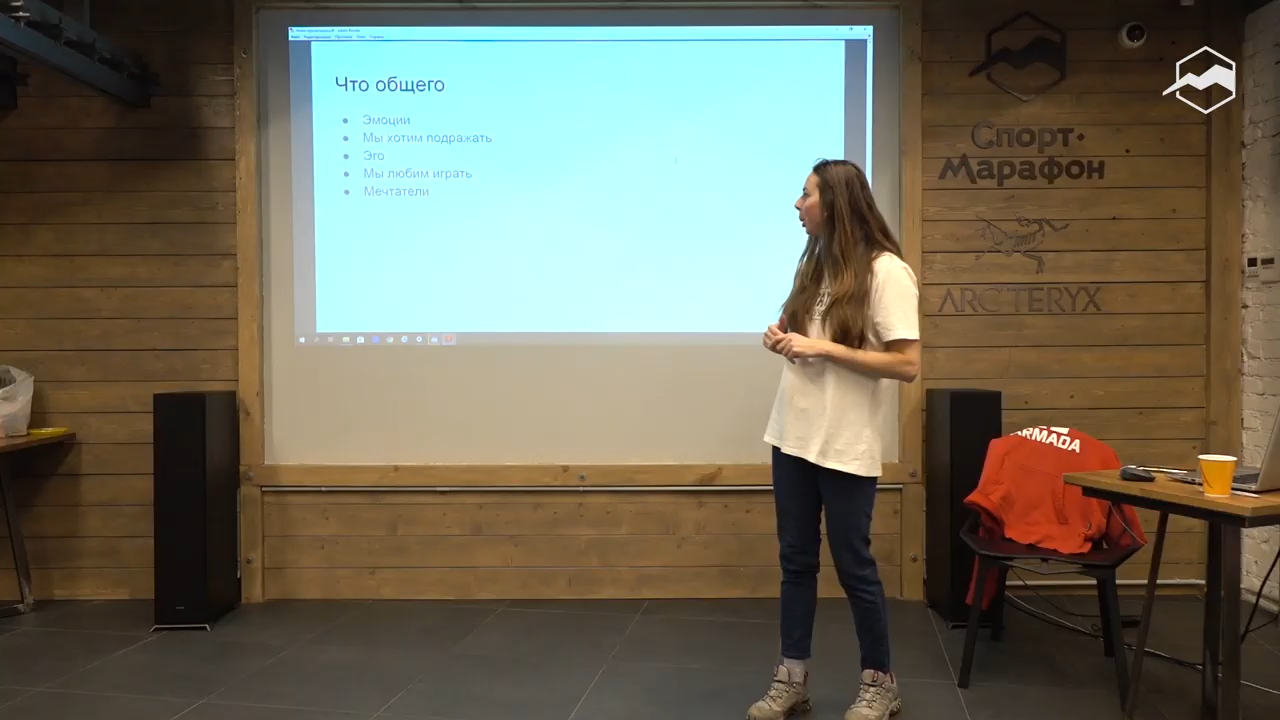 Что общего
Эмоции
Мы хотим подражать
Эго
Мы любим играть
Мечтатели
Спорт-
Марафон
ARC'TERYX
ARMADA